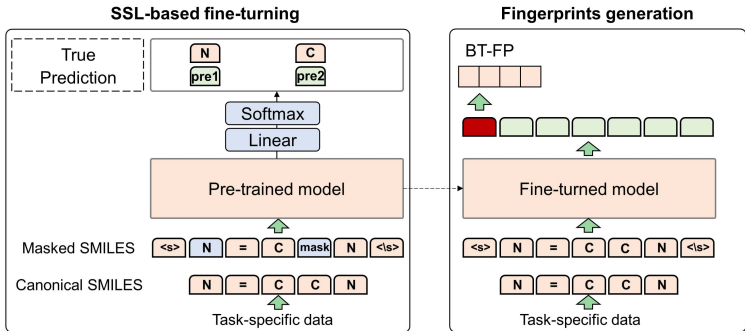 SSL-based fine-turning
True
Prediction
N C
pre1 pre2
Softmax
Linear
Pre-trained model
Masked SMILES <s> N = C mask N <\s>
Canonical SMILES N = C C N
Task-specific data
Fingerprints generation
BT-FP
Fine-turned model
<s> N = C C N <\s>
N = C C N
Task-specific data